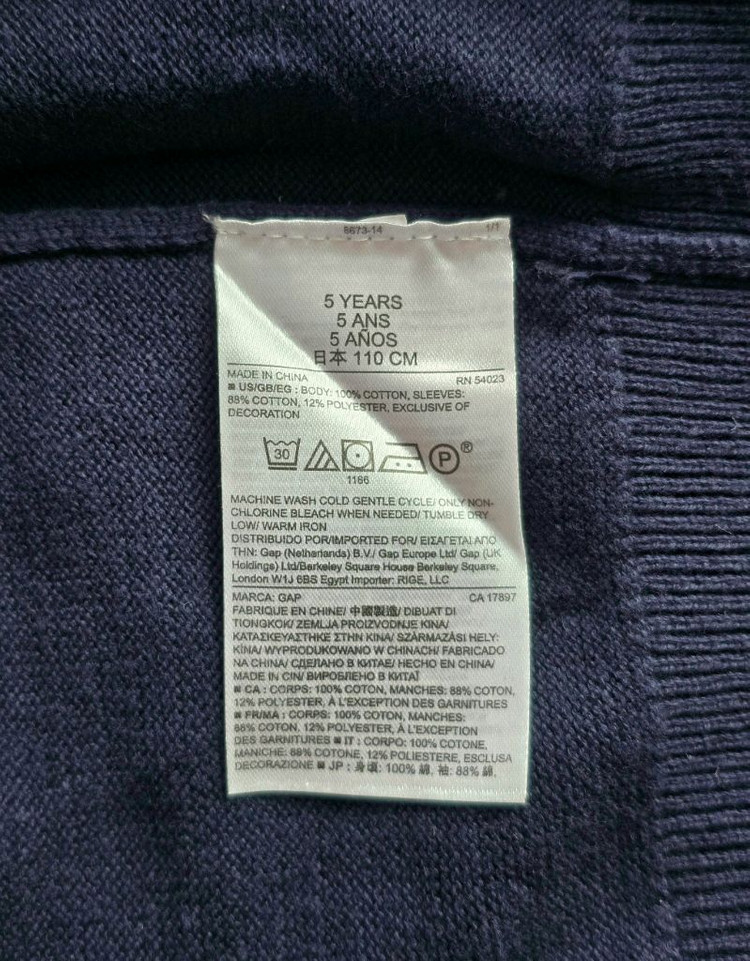 6673-14 1/1
5 YEARS
5 ANS
5 AÑOS
日本 110 CM
MADE IN CHINA RN 54023
■ US/GB/EG : BODY: 100% COTTON, SLEEVES:
88% COTTON, 12% POLYESTER, EXCLUSIVE OF
DECORATION
30 P ®
1166
MACHINE WASH COLD GENTLE CYCLE/ ONLY NON-
CHLORINE BLEACH WHEN NEEDED/ TUMBLE DRY
LOW/ WARM IRON
DISTRIBUIDO POR/IMPORTED FOR/ ΕΙΣΑΓΕΤΑΙ ΑΠΟ
ΤΗΝ: Gap (Netherlands) B.V./ Gap Europe Ltd/ Gap (UK
Holdings) Ltd/Berkeley Square House Berkeley Square,
London W1J 6BS Egypt Importer: RIGE, LLC
MARCA: GAP CA 17897
FABRIQUE EN CHINE/ 中國製造/ DIBUAT DI
TIONGKOK/ ZEMLJA PROIZVODNJE KINA/
ΚΑΤΑΣΚΕΥΑΣΤΗΚΕ ΣΤΗΝ ΚΙΝΑ/ SZÁRMAZÁSI HELY:
KÍNA/ WYPRODUKOWANO W CHINACH/ FABRICADO
NA CHINA/ СДЕЛАНО В КИТАЕ/ HECHO EN CHINA/
MADE IN CIN/ ВИРОБЛЕНО В КИТАЇ
■ CA : CORPS: 100% COTON, MANCHES: 88% COTON,
12% POLYESTER, À L'EXCEPTION DES GARNITURES
■ FR/MA : CORPS: 100% COTON, MANCHES:
88% COTON, 12% POLYESTER, À L'EXCEPTION
DES GARNITURES ■ IT : CORPO: 100% COTONE,
MANICHE: 88% COTONE, 12% POLIESTERE, ESCLUSA
DECORAZIONE ■ JP : 身頃: 100% 綿, 袖: 88% 綿,